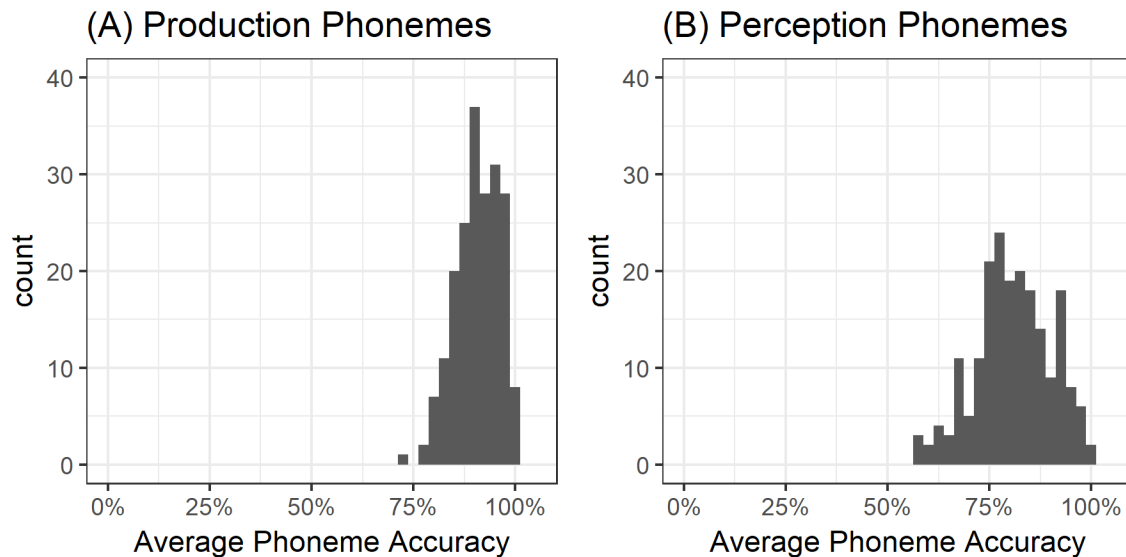 (A) Production Phonemes
40
30
20
10
0
count
0% 25% 50% 75% 100%
Average Phoneme Accuracy
(B) Perception Phonemes
40
30
20
10
0
count
0% 25% 50% 75% 100%
Average Phoneme Accuracy